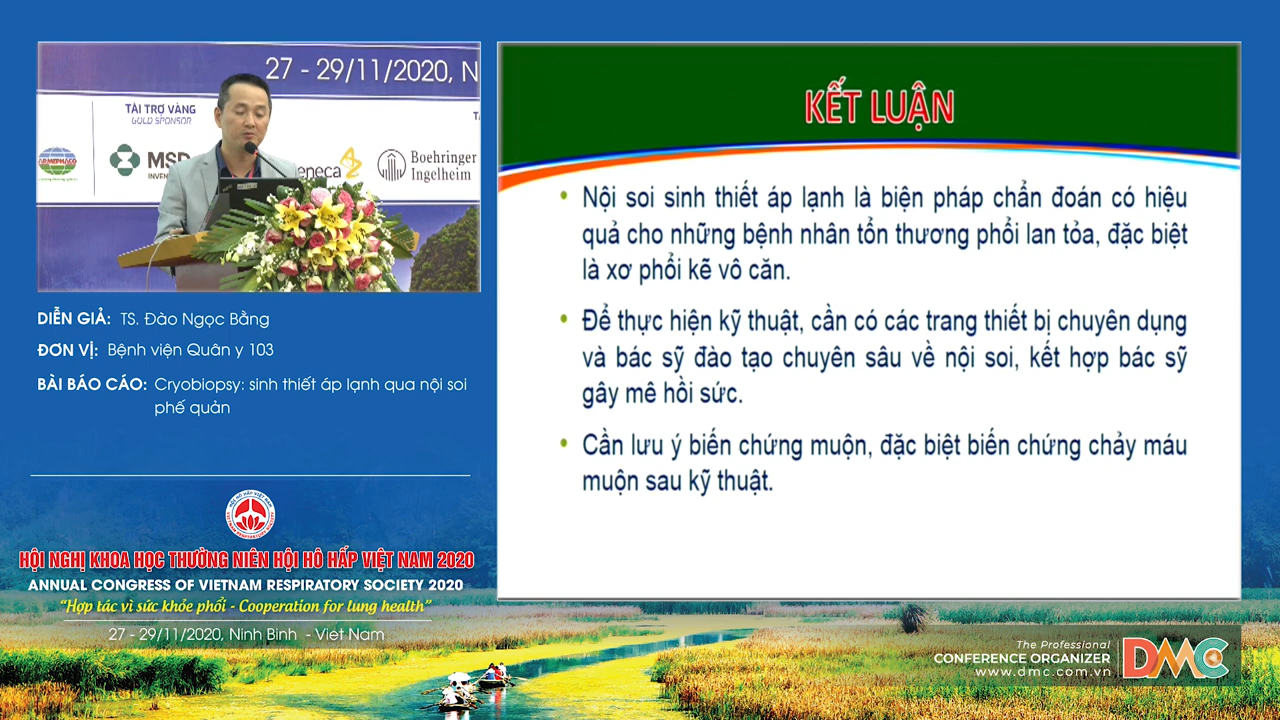 27 - 29/11/2020, N
TÀI TRỢ VÀNG
GOLD SPONSOR
ARMEPHACO
MSD
Boehringer
Ingelheim
DIỄN GIẢ: TS. Đào Ngọc Bằng
ĐƠN VỊ: Bệnh viện Quân y 103
BÀI BÁO CÁO: Cryobiopsy: sinh thiết áp lạnh qua nội soi
phế quản
HỘI HÔ HẤP VIỆT NAM
HỘI NGHỊ KHOA HỌC THƯỜNG NIÊN HỘI HÔ HẤP VIỆT NAM 2020
ANNUAL CONGRESS OF VIETNAM RESPIRATORY SOCIETY 2020
“Hợp tác vì sức khỏe phổi - Cooperation for lung health”
27 - 29/11/2020, Ninh Bình - Viet Nam
KẾT LUẬN
• Nội soi sinh thiết áp lạnh là biện pháp chẩn đoán có hiệu
quả cho những bệnh nhân tổn thương phổi lan tỏa, đặc biệt
là xơ phổi kẽ vô căn.
• Để thực hiện kỹ thuật, cần có các trang thiết bị chuyên dụng
và bác sỹ đào tạo chuyên sâu về nội soi, kết hợp bác sỹ
gây mê hồi sức.
• Cần lưu ý biến chứng muộn, đặc biệt biến chứng chảy máu
muộn sau kỹ thuật.
The Professional
CONFERENCE ORGANIZER
www.dmc.com.vn
DMC